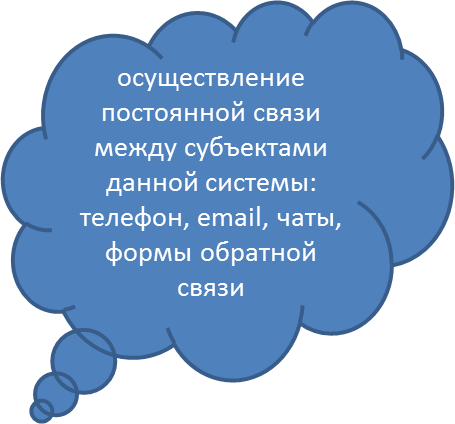 осуществление
постоянной связи
между субъектами
данной системы:
телефон, email, чаты,
формы обратной
связи